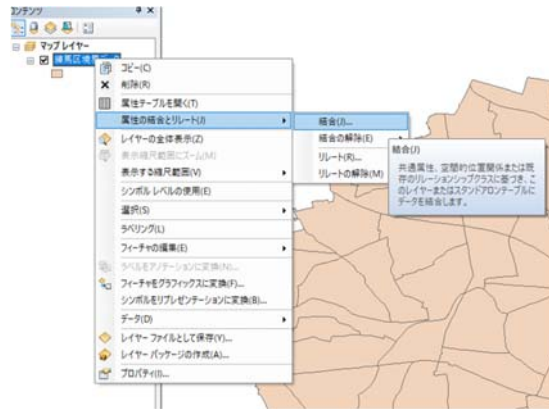 コンテンツ
マップ レイヤー
練馬区境界データ
コピー(C)
削除(R)
属性テーブルを開く(T)
属性の結合とリレート(J)
レイヤーの全体表示(Z)
表示縮尺範囲にズーム(M)
表示する縮尺範囲(V)
シンボル レベルの使用(E)
選択(S)
ラベリング(L)
フィーチャの編集(E)
ラベルをアノテーションに変換(N)...
フィーチャをグラフィックスに変換(F)...
シンボルをリプレゼンテーションに変換(B)...
データ(D)
レイヤー ファイルとして保存(Y)...
レイヤー パッケージの作成(A)...
プロパティ(I)...
結合(J)...
結合の解除(E)
リレート(R)...
リレートの解除(M)
結合(J)
共通属性、空間的位置関係または既
存のリレーションシップクラスに基づき、こ
のレイヤーまたはスタンドアロンテーブルに
データを結合します。